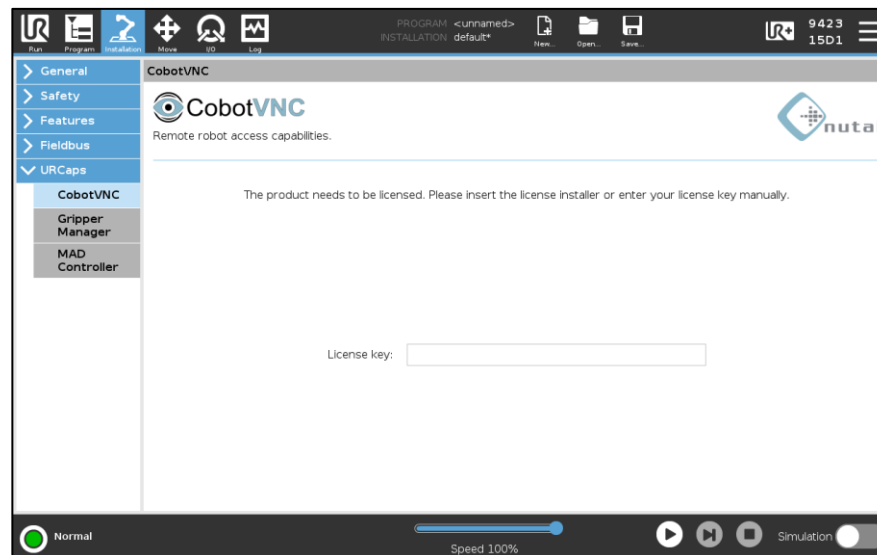 PROGRAM <unnamed>
INSTALLATION default*
UR
Run
Program
Installation
Move
I/O
Log
New...
Open...
Save...
UR+
9423
15D1
General
Safety
Features
Fieldbus
URCaps
CobotVNC
Gripper
Manager
MAD
Controller
CobotVNC
CobotVNC
Remote robot access capabilities.
nuta
The product needs to be licensed. Please insert the license installer or enter your license key manually.
License key:
Normal
Speed 100%
Simulation